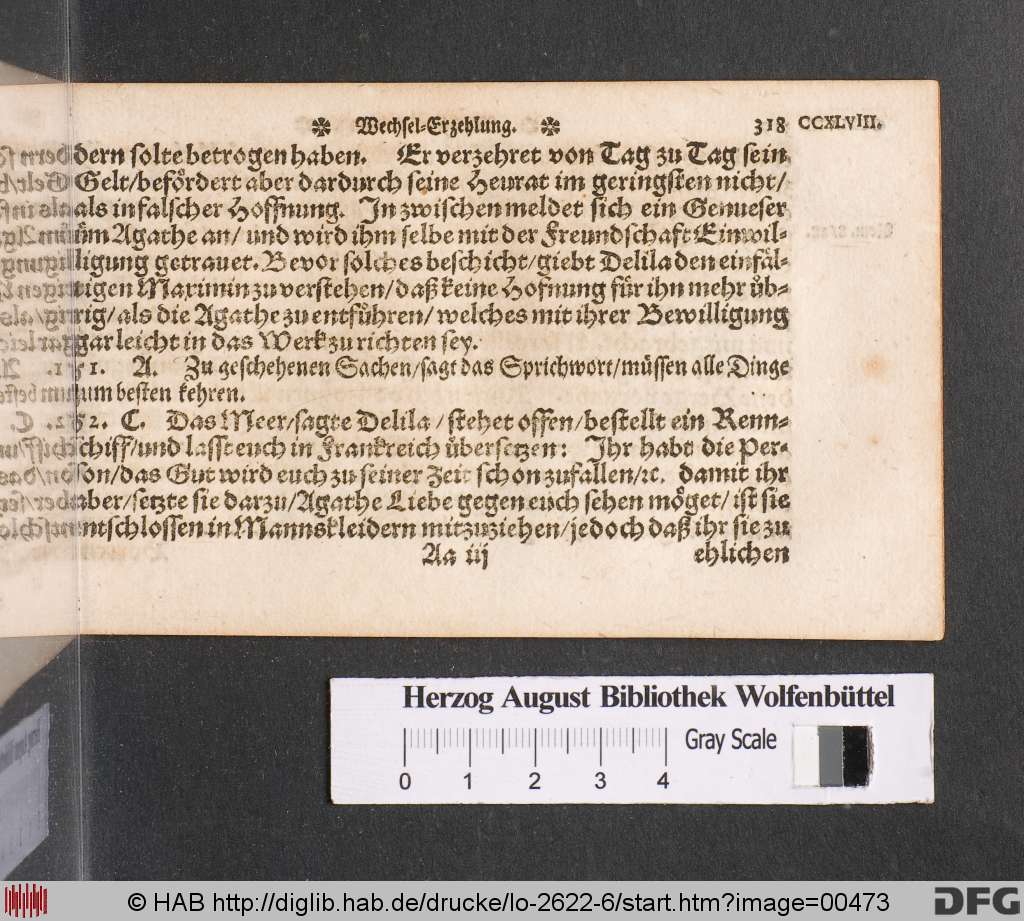 ✼ Wechsel-Erzehlung. ✼ 318 CCXLVIII.
dern solte betrogen haben. Er verzehret von Tag zu Tag sein
Gelt/befördert aber dardurch seine Heurat im geringsten nicht/
als in falscher Hoffnung. Inzwischen meldet sich ein Genueser
üm Agathe an/ und wird ihm selbe mit der Freundschaft Einwil-
ligung getrauet. Bevor solches beschicht/giebt Delila den einfäl-
tigen Maximin zu verstehen/daß keine Hofnung für ihn mehr üb-
rig/als die Agathe zu entführen/welches mit ihrer Bewilligung
gar leicht in das Werk zu richten sey.
51. A. Zu geschehenen Sachen/sagt das Sprichwort/müssen alle Dinge
zum besten kehren.
52. C. Das Meer/sagte Delila/stehet offen/bestellt ein Renn-
schiff/und lasst euch in Frankreich übersetzen: Ihr habt die Per-
son/das Gut wird euch zu seiner Zeit schon zufallen/ꝛc. damit ihr
aber/setzte sie darzu/Agathe Liebe gegen euch sehen möget/ist sie
entschlossen in Mannskleidern mitzuziehen/jedoch daß ihr sie zu
Aa iij ehlichen
Herzog August Bibliothek Wolfenbüttel
Gray Scale
0 1 2 3 4
© HAB http://diglib.hab.de/drucke/lo-2622-6/start.htm?image=00473
DFG